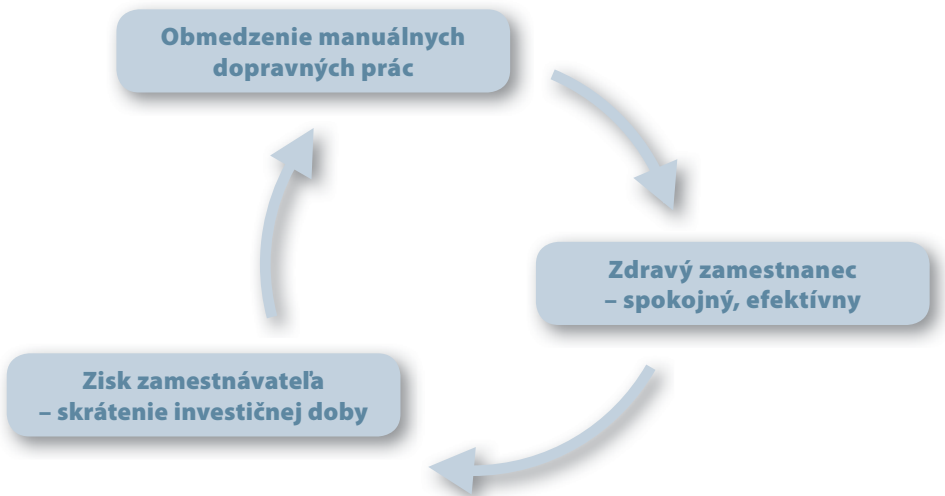 Obmedzenie manuálnych
dopravných prác
Zdravý zamestnanec
– spokojný, efektívny
Zisk zamestnávateľa
– skrátenie investičnej doby